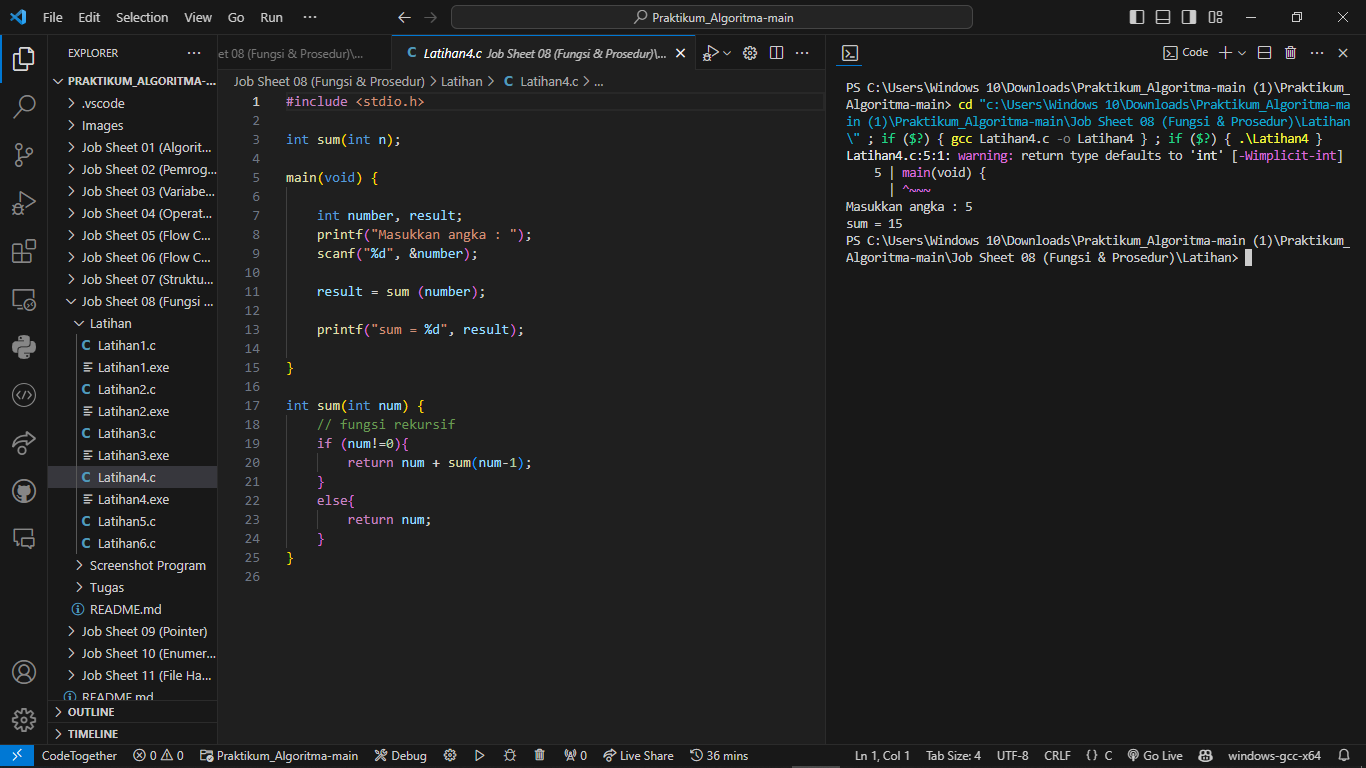 File Edit Selection View Go Run ··· Praktikum_Algoritma-main
EXPLORER ···
PRAKTIKUM_ALGORITMA-...
.vscode
Images
Job Sheet 01 (Algorit...
Job Sheet 02 (Pemrog...
Job Sheet 03 (Variabe...
Job Sheet 04 (Operat...
Job Sheet 05 (Flow C...
Job Sheet 06 (Flow C...
Job Sheet 07 (Struktu...
Job Sheet 08 (Fungsi ...
Latihan
C Latihan1.c
Latihan1.exe
C Latihan2.c
Latihan2.exe
C Latihan3.c
Latihan3.exe
C Latihan4.c
Latihan4.exe
C Latihan5.c
C Latihan6.c
Screenshot Program
Tugas
README.md
Job Sheet 09 (Pointer)
Job Sheet 10 (Enumer...
Job Sheet 11 (File Ha...
README.md
OUTLINE
TIMELINE
et 08 (Fungsi & Prosedur)\...
C Latihan4.c Job Sheet 08 (Fungsi & Prosedur)\...
Job Sheet 08 (Fungsi & Prosedur) > Latihan > C Latihan4.c > ...
1 #include <stdio.h>
2
3 int sum(int n);
4
5 main(void) {
6
7 int number, result;
8 printf("Masukkan angka : ");
9 scanf("%d", &number);
10
11 result = sum (number);
12
13 printf("sum = %d", result);
14
15 }
16
17 int sum(int num) {
18 // fungsi rekursif
19 if (num!=0){
20 return num + sum(num-1);
21 }
22 else{
23 return num;
24 }
25 }
26
Code
PS C:\Users\Windows 10\Downloads\Praktikum_Algoritma-main (1)\Praktikum_
Algoritma-main> cd "c:\Users\Windows 10\Downloads\Praktikum_Algoritma-ma
in (1)\Praktikum_Algoritma-main\Job Sheet 08 (Fungsi & Prosedur)\Latihan
\" ; if ($?) { gcc Latihan4.c -o Latihan4 } ; if ($?) { .\Latihan4 }
Latihan4.c:5:1: warning: return type defaults to 'int' [-Wimplicit-int]
5 | main(void) {
| ^~~~
Masukkan angka : 5
sum = 15
PS C:\Users\Windows 10\Downloads\Praktikum_Algoritma-main (1)\Praktikum_
Algoritma-main\Job Sheet 08 (Fungsi & Prosedur)\Latihan>
CodeTogether 0 0 Praktikum_Algoritma-main Debug 0 Live Share 36 mins Ln 1, Col 1 Tab Size: 4 UTF-8 CRLF { } C Go Live windows-gcc-x64